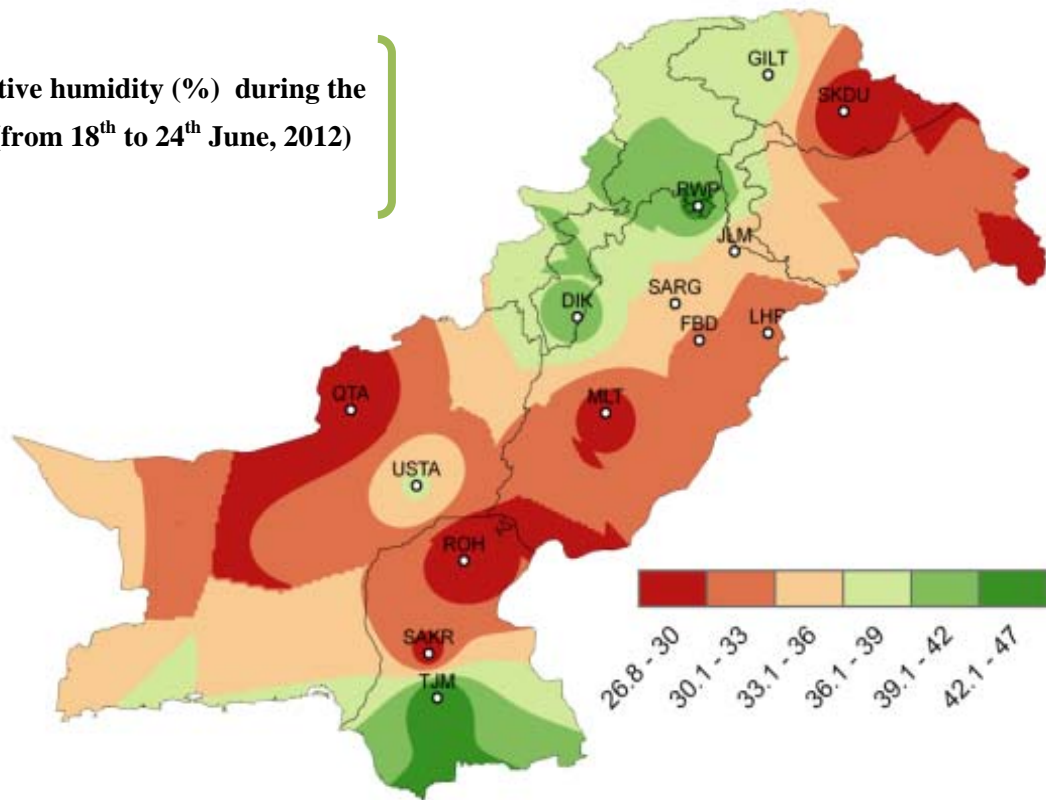 tive humidity (%) during the
from 18th to 24th June, 2012)
GILT
SKDU
RWP
JLM
DIK
SARG
FBD
LHR
QTA
MLT
USTA
ROH
SAKR
TJM
26.8 - 30
30.1 - 33
33.1 - 36
36.1 - 39
39.1 - 42
42.1 - 47